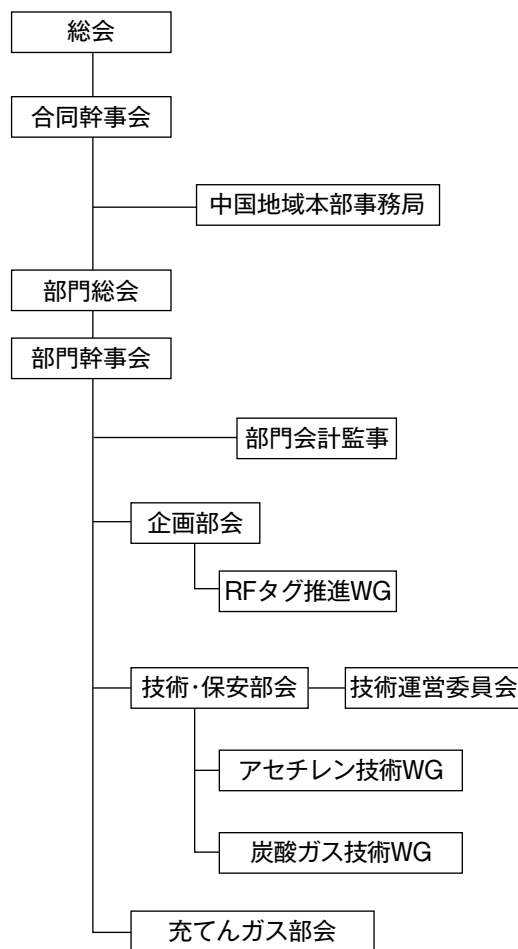 総会
合同幹事会
中国地域本部事務局
部門総会
部門幹事会
部門会計監事
企画部会
RFタグ推進WG
技術･保安部会
技術運営委員会
アセチレン技術WG
炭酸ガス技術WG
充てんガス部会